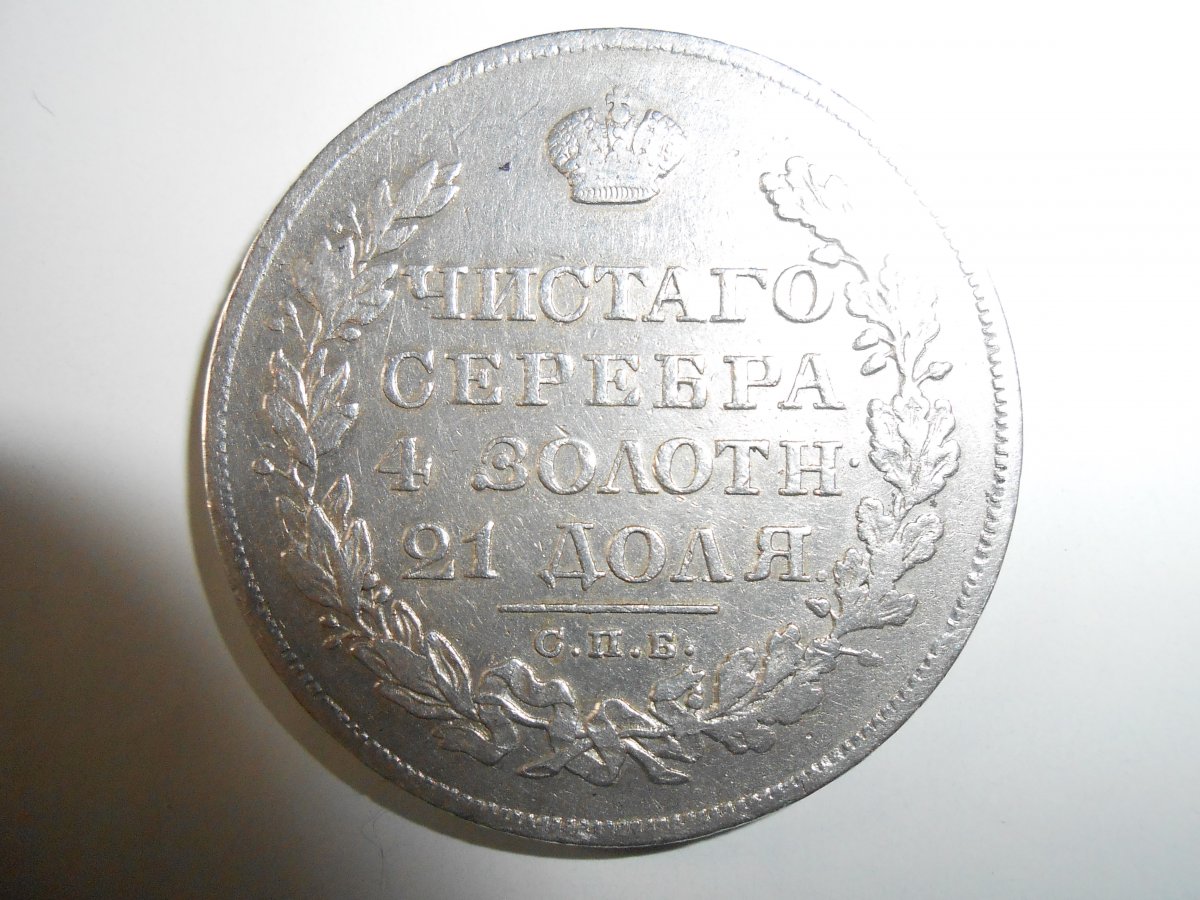 ЧИСТАГО
СЕРЕБРА
4 ЗОЛОТН.
21 ДОЛЯ.
С.П.Б.